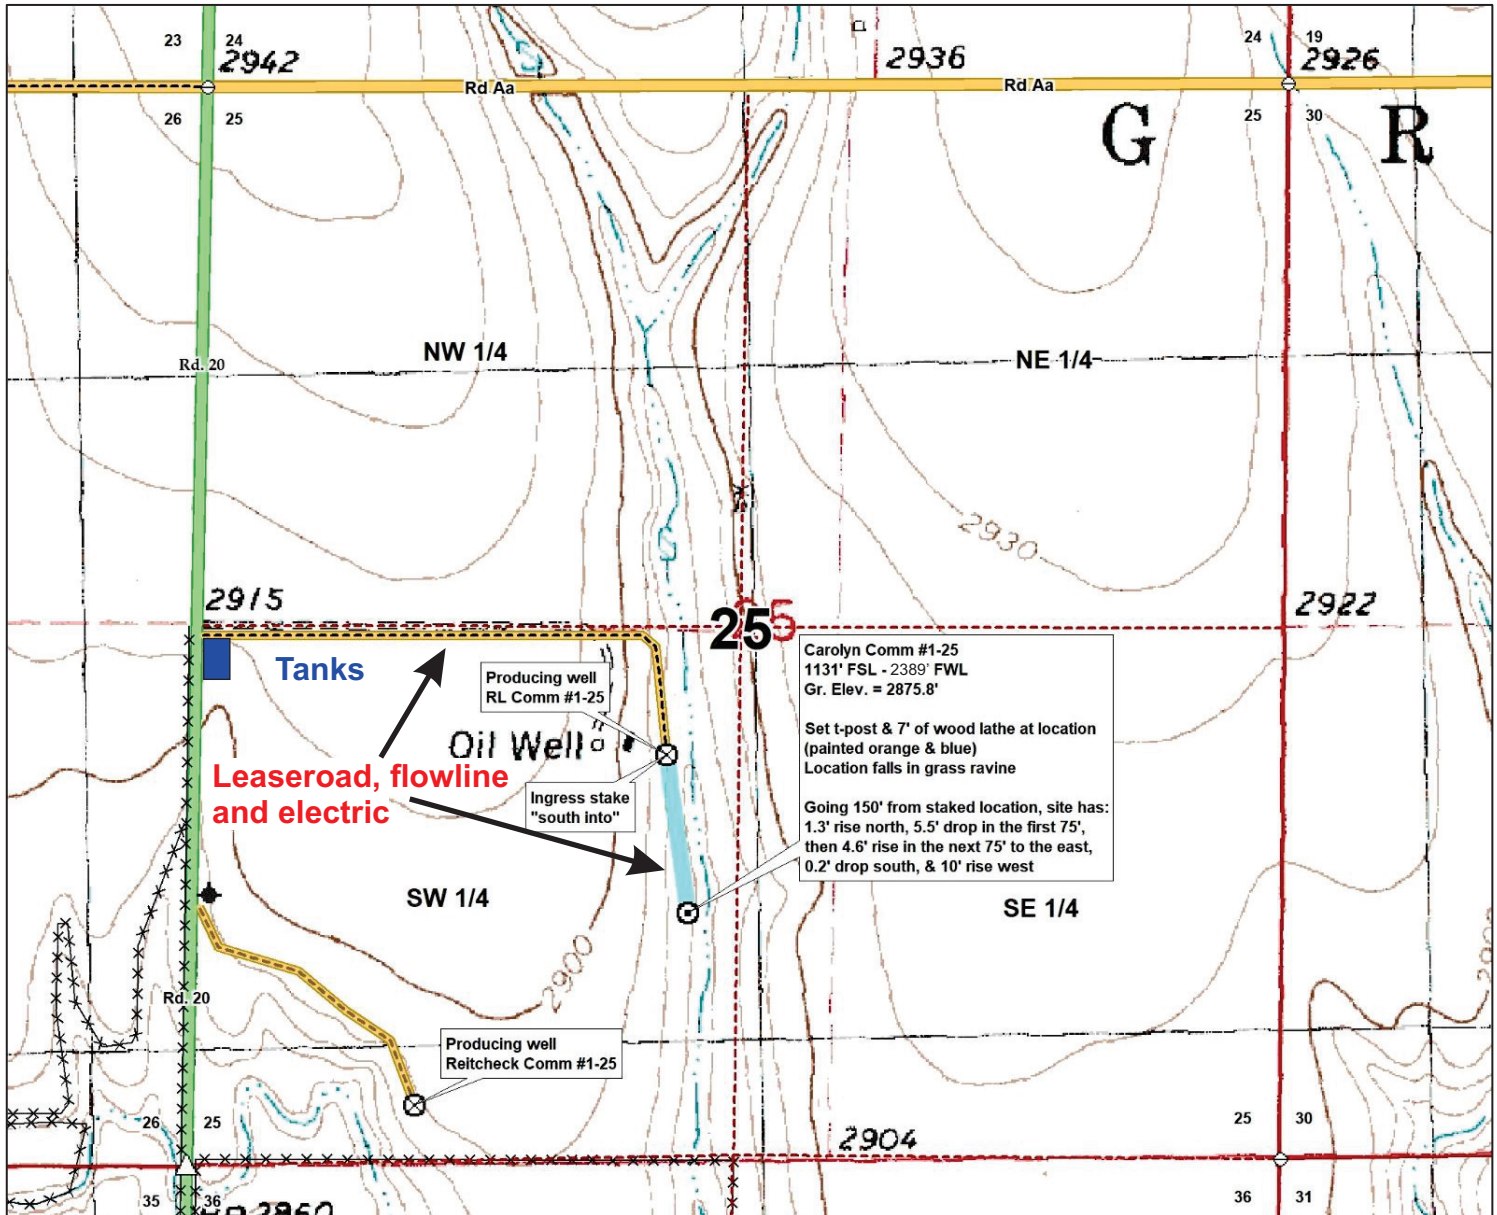 23
24
2942
2936
24
19
2926
Rd Aa
Rd Aa
26
25
25
30
G
R
NW 1/4
NE 1/4
Rd. 20
2930
2915
2922
25
25
Tanks
Producing well
RL Comm #1-25
Oil Well
Leaseroad, flowline
and electric
Ingress stake
"south into"
Carolyn Comm #1-25
1131' FSL - 2389' FWL
Gr. Elev. = 2875.8'
Set t-post & 7' of wood lathe at location
(painted orange & blue)
Location falls in grass ravine
Going 150' from staked location, site has:
1.3' rise north, 5.5' drop in the first 75',
then 4.6' rise in the next 75' to the east,
0.2' drop south, & 10' rise west
SW 1/4
SE 1/4
2900
Rd. 20
Producing well
Reitcheck Comm #1-25
26
25
25
30
2904
35
36
36
31
2860